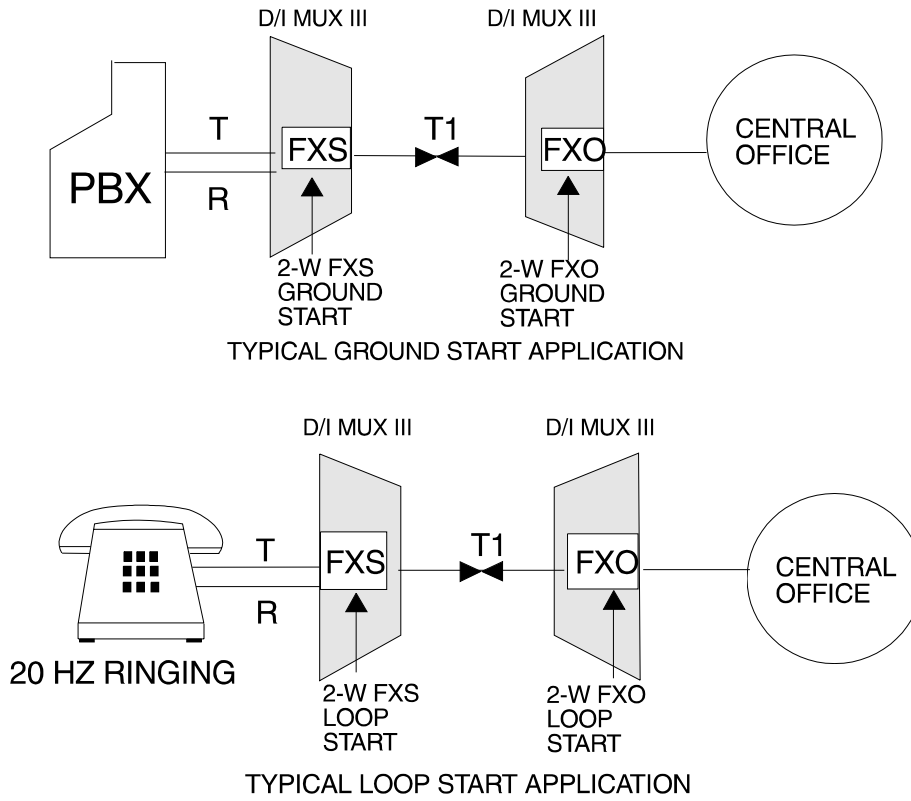 D/I MUX III
D/I MUX III
T
FXS
T1
FXO
CENTRAL
OFFICE
PBX
R
2-W FXS
GROUND
START
2-W FXO
GROUND
START
TYPICAL GROUND START APPLICATION
D/I MUX III
D/I MUX III
T
FXS
T1
FXO
CENTRAL
OFFICE
R
20 HZ RINGING
2-W FXS
LOOP
START
2-W FXO
LOOP
START
TYPICAL LOOP START APPLICATION